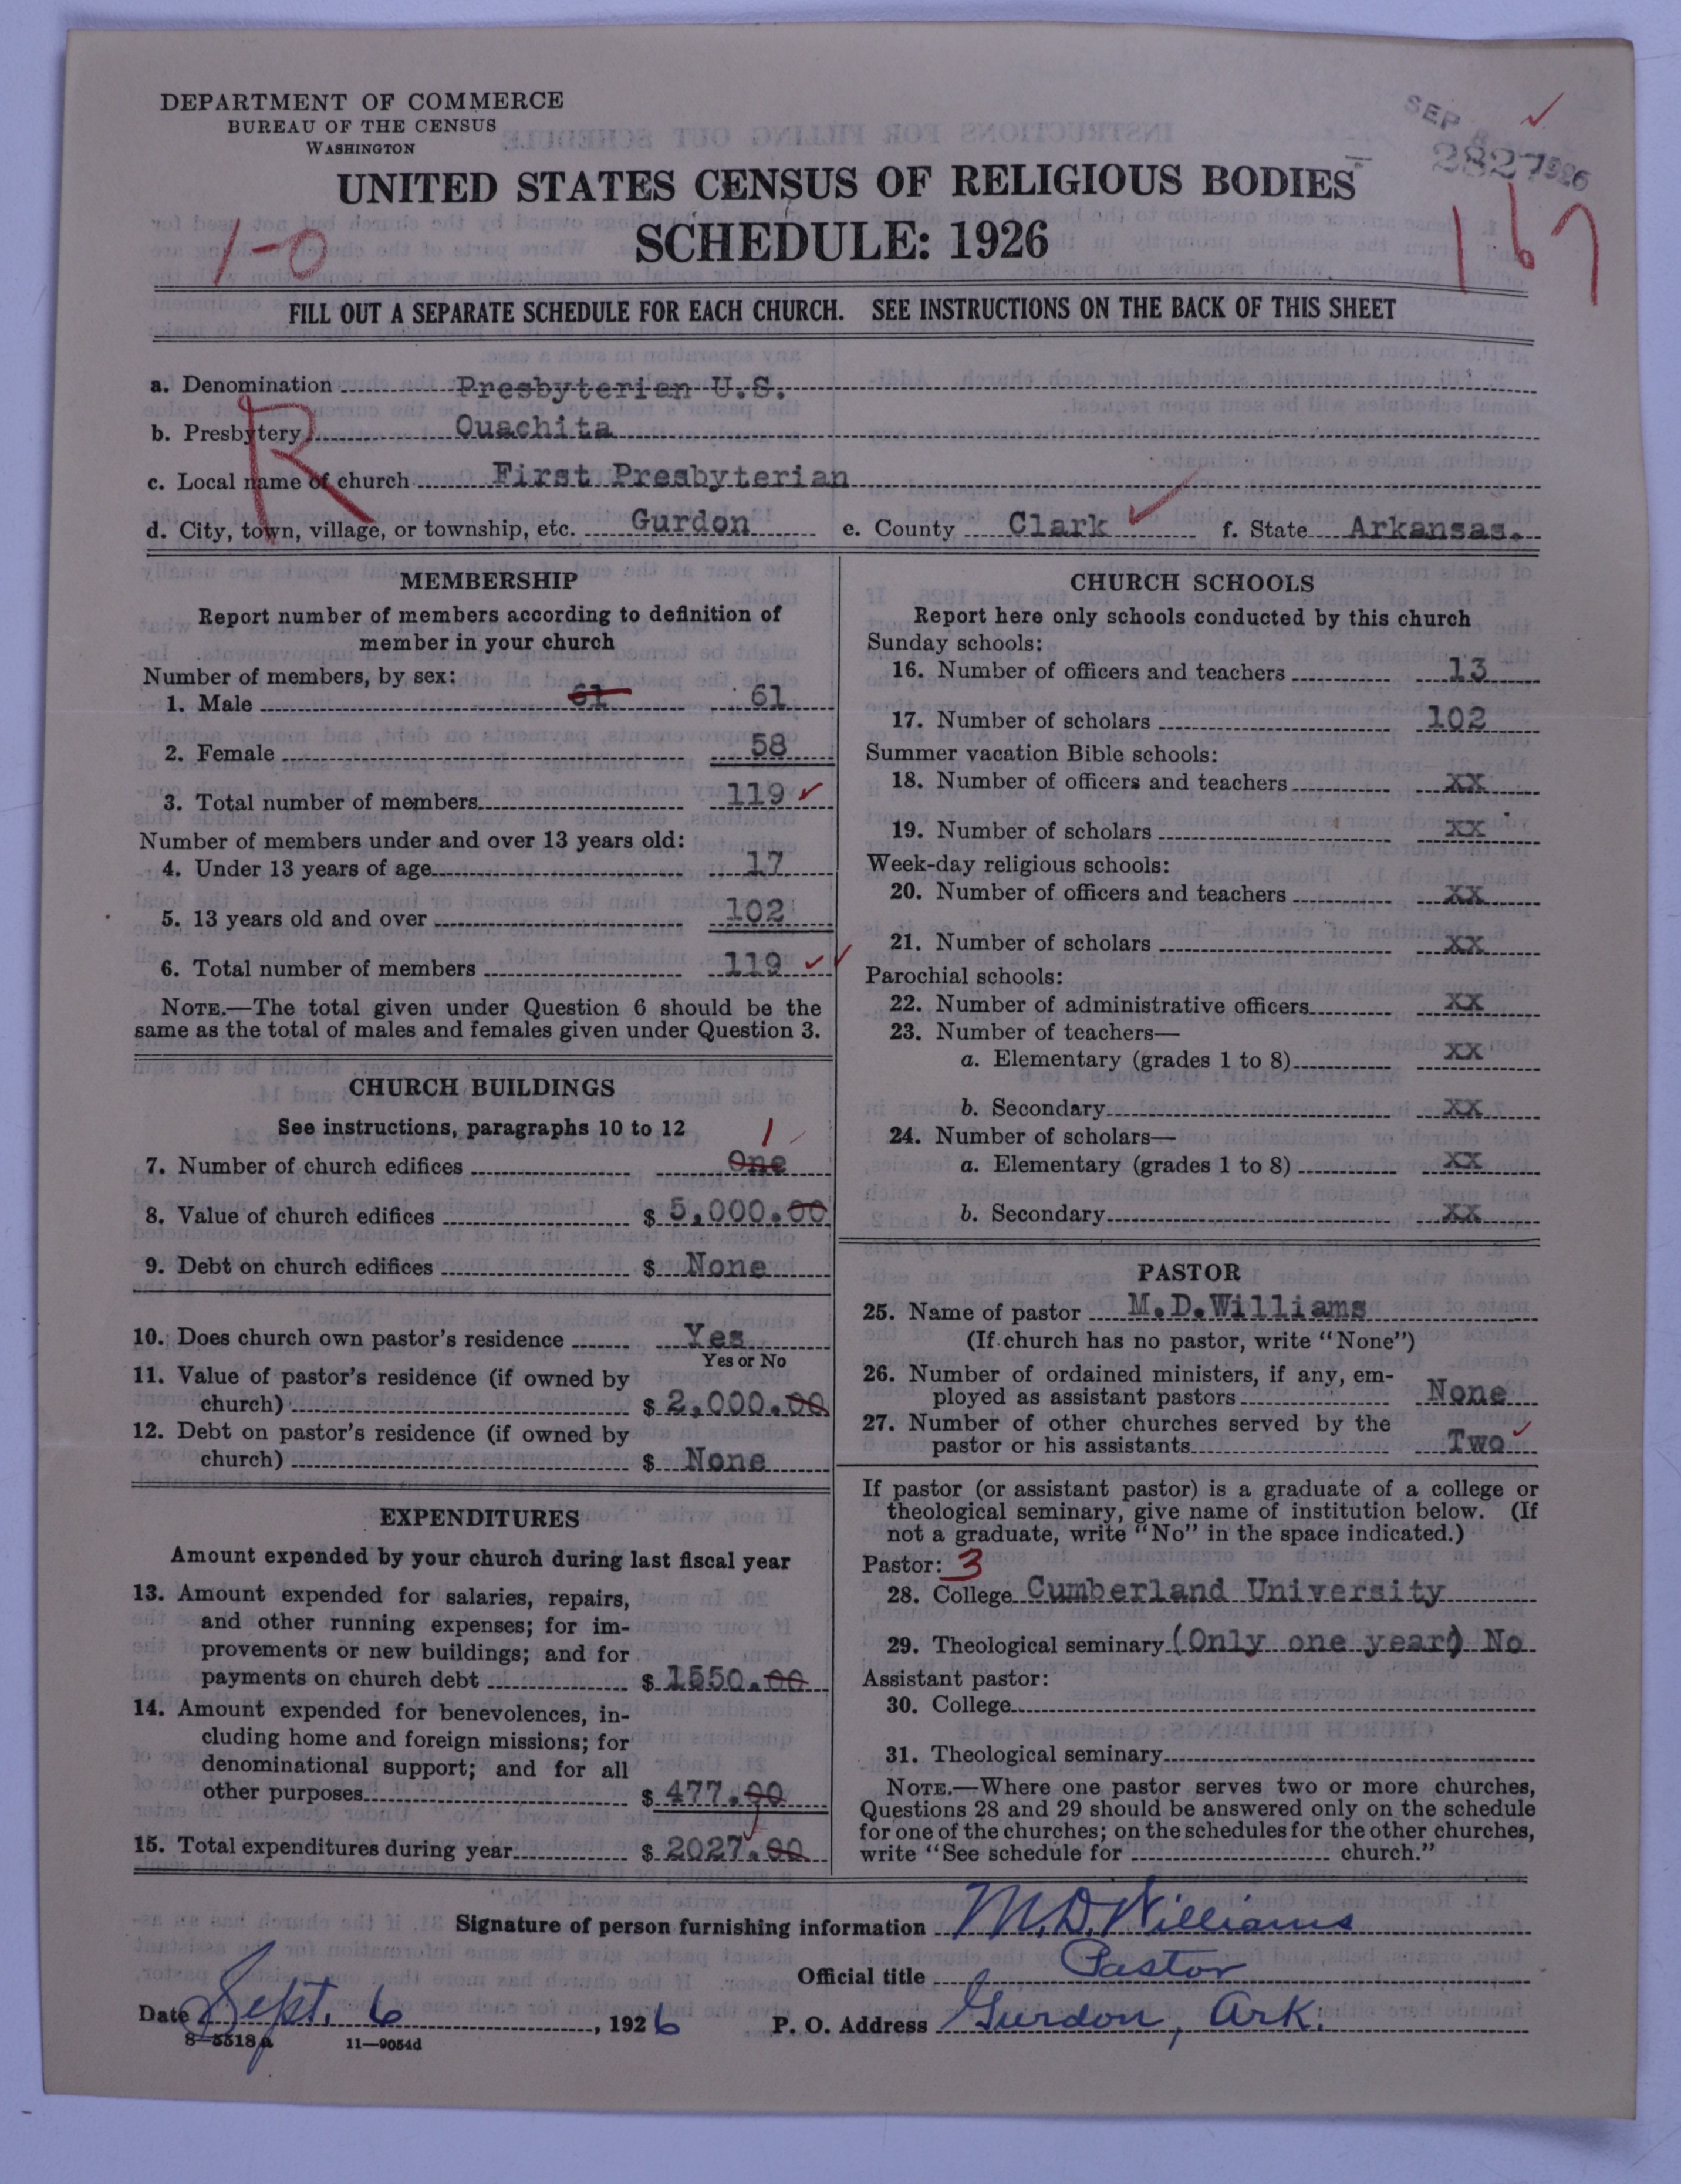 DEPARTMENT OF COMMERCE
BUREAU OF THE CENSUS
WASHINGTON
SEP 8 1926
2827
UNITED STATES CENSUS OF RELIGIOUS BODIES
SCHEDULE: 1926
1-0
167
FILL OUT A SEPARATE SCHEDULE FOR EACH CHURCH. SEE INSTRUCTIONS ON THE BACK OF THIS SHEET
a. Denomination Presbyterian U.S.
b. Presbytery Ouachita
R
c. Local name of church First Presbyterian
d. City, town, village, or township, etc. Gurdon e. County Clark f. State Arkansas.
MEMBERSHIP
Report number of members according to definition of
member in your church
Number of members, by sex:
1. Male 61 61
2. Female 58
3. Total number of members 119
Number of members under and over 13 years old:
4. Under 13 years of age 17
5. 13 years old and over 102
6. Total number of members 119
NOTE.—The total given under Question 6 should be the
same as the total of males and females given under Question 3.
CHURCH BUILDINGS
See instructions, paragraphs 10 to 12
1
7. Number of church edifices One
8. Value of church edifices $ 5,000.00
9. Debt on church edifices $ None
10. Does church own pastor's residence Yes
Yes or No
11. Value of pastor's residence (if owned by
church) $ 2,000.00
12. Debt on pastor's residence (if owned by
church) $ None
EXPENDITURES
Amount expended by your church during last fiscal year
13. Amount expended for salaries, repairs,
and other running expenses; for im-
provements or new buildings; and for
payments on church debt $ 1550.00
14. Amount expended for benevolences, in-
cluding home and foreign missions; for
denominational support; and for all
other purposes $ 477.00
15. Total expenditures during year $ 2027.00
CHURCH SCHOOLS
Report here only schools conducted by this church
Sunday schools:
16. Number of officers and teachers 13
17. Number of scholars 102
Summer vacation Bible schools:
18. Number of officers and teachers xx
19. Number of scholars xx
Week-day religious schools:
20. Number of officers and teachers xx
21. Number of scholars xx
Parochial schools:
22. Number of administrative officers xx
23. Number of teachers—
a. Elementary (grades 1 to 8) xx
b. Secondary xx
24. Number of scholars—
a. Elementary (grades 1 to 8) xx
b. Secondary xx
PASTOR
25. Name of pastor M.D.Williams
(If church has no pastor, write "None")
26. Number of ordained ministers, if any, em-
ployed as assistant pastors None
27. Number of other churches served by the
pastor or his assistants Two
If pastor (or assistant pastor) is a graduate of a college or
theological seminary, give name of institution below. (If
not a graduate, write "No" in the space indicated.)
Pastor: 3
28. College Cumberland University
29. Theological seminary (Only one year) No
Assistant pastor:
30. College
31. Theological seminary
NOTE.—Where one pastor serves two or more churches,
Questions 28 and 29 should be answered only on the schedule
for one of the churches; on the schedules for the other churches,
write "See schedule for church."
Signature of person furnishing information M.D. Williams
Official title Pastor
Date Sept. 6, 1926 P. O. Address Gurdon, Ark.
8-5518a 11—9054d